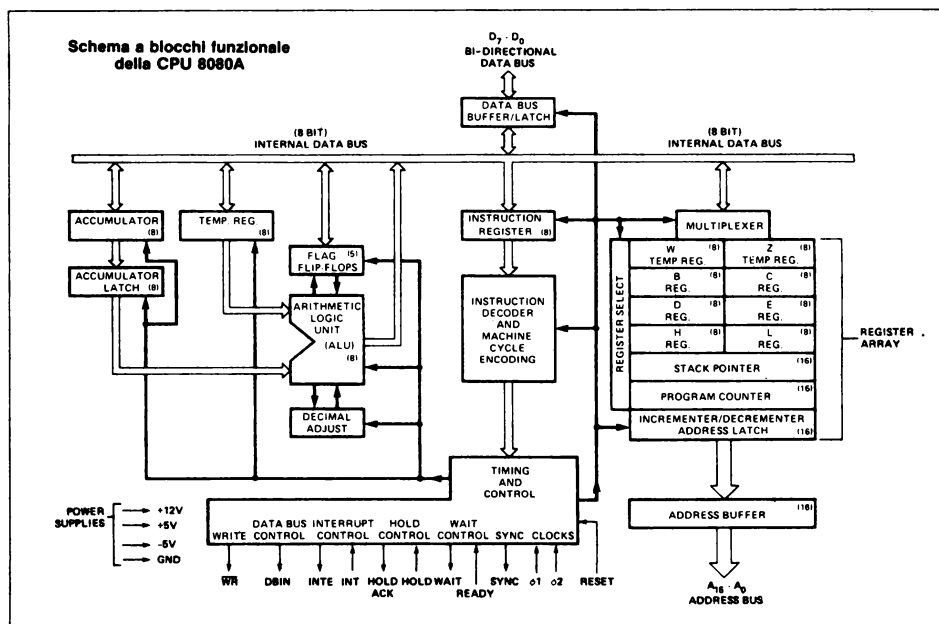 Schema a blocchi funzionale
della CPU 8080A
D7 - D0
BI-DIRECTIONAL
DATA BUS
DATA BUS
BUFFER/LATCH
(8 BIT)
INTERNAL DATA BUS
(8 BIT)
INTERNAL DATA BUS
ACCUMULATOR
(8)
TEMP. REG.
(8)
INSTRUCTION
REGISTER (8)
MULTIPLEXER
ACCUMULATOR
LATCH (8)
FLAG (5)
FLIP-FLOPS
ARITHMETIC
LOGIC
UNIT
(ALU)
(8)
DECIMAL
ADJUST
INSTRUCTION
DECODER
AND
MACHINE
CYCLE
ENCODING
REGISTER SELECT
W (8)
TEMP REG.
Z (8)
TEMP REG.
B (8)
REG.
C (8)
REG.
D (8)
REG.
E (8)
REG.
H (8)
REG.
L (8)
REG.
STACK POINTER (16)
PROGRAM COUNTER (16)
INCREMENTER/DECREMENTER
ADDRESS LATCH (16)
REGISTER
ARRAY
TIMING
AND
CONTROL
POWER
SUPPLIES
+12V
+5V
-5V
GND
WRITE
DATA BUS
CONTROL
INTERRUPT
CONTROL
HOLD
CONTROL
WAIT
CONTROL
SYNC
CLOCKS
ADDRESS BUFFER (16)
WR
DBIN
INTE
INT
HOLD
ACK
HOLD
WAIT
READY
SYNC
ø1
ø2
RESET
A15 - A0
ADDRESS BUS